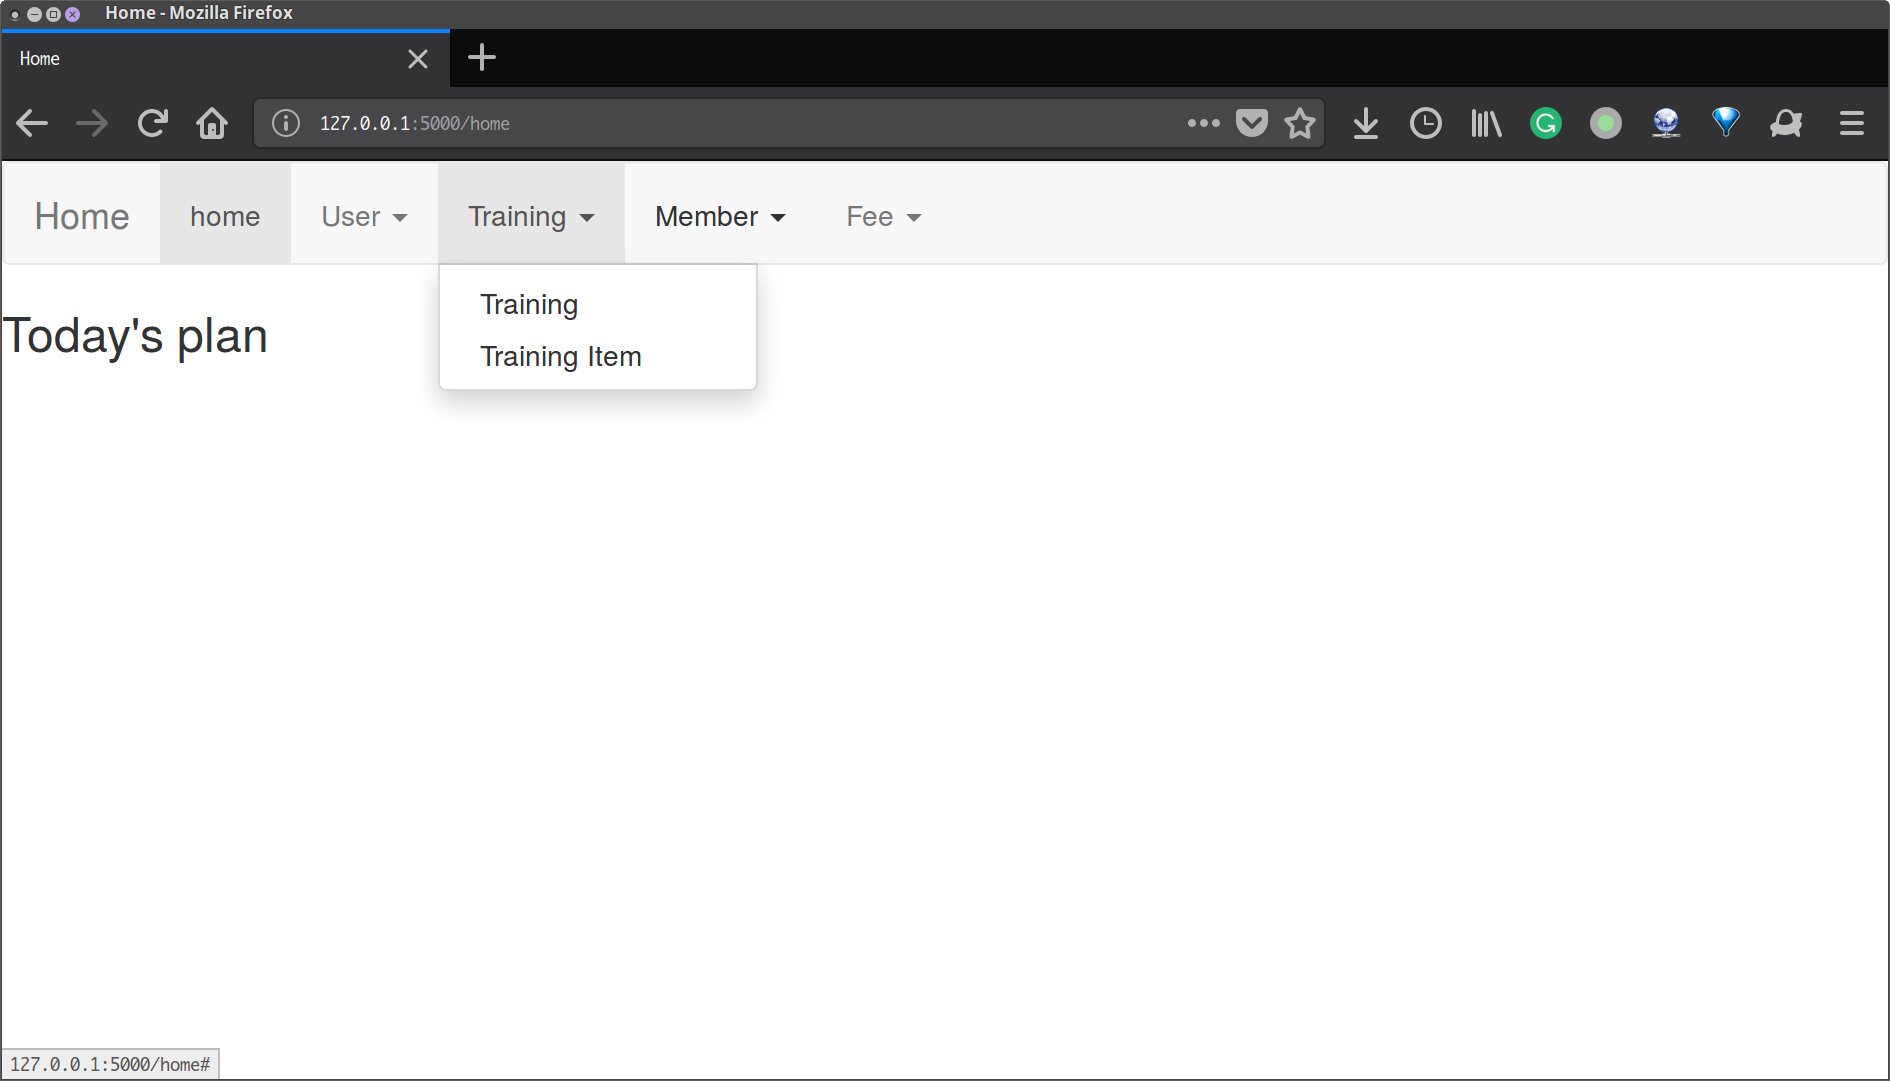 Home - Mozilla Firefox
Home
127.0.0.1:5000/home
Home home User Training Member Fee
Training
Training Item
Today's plan
127.0.0.1:5000/home#